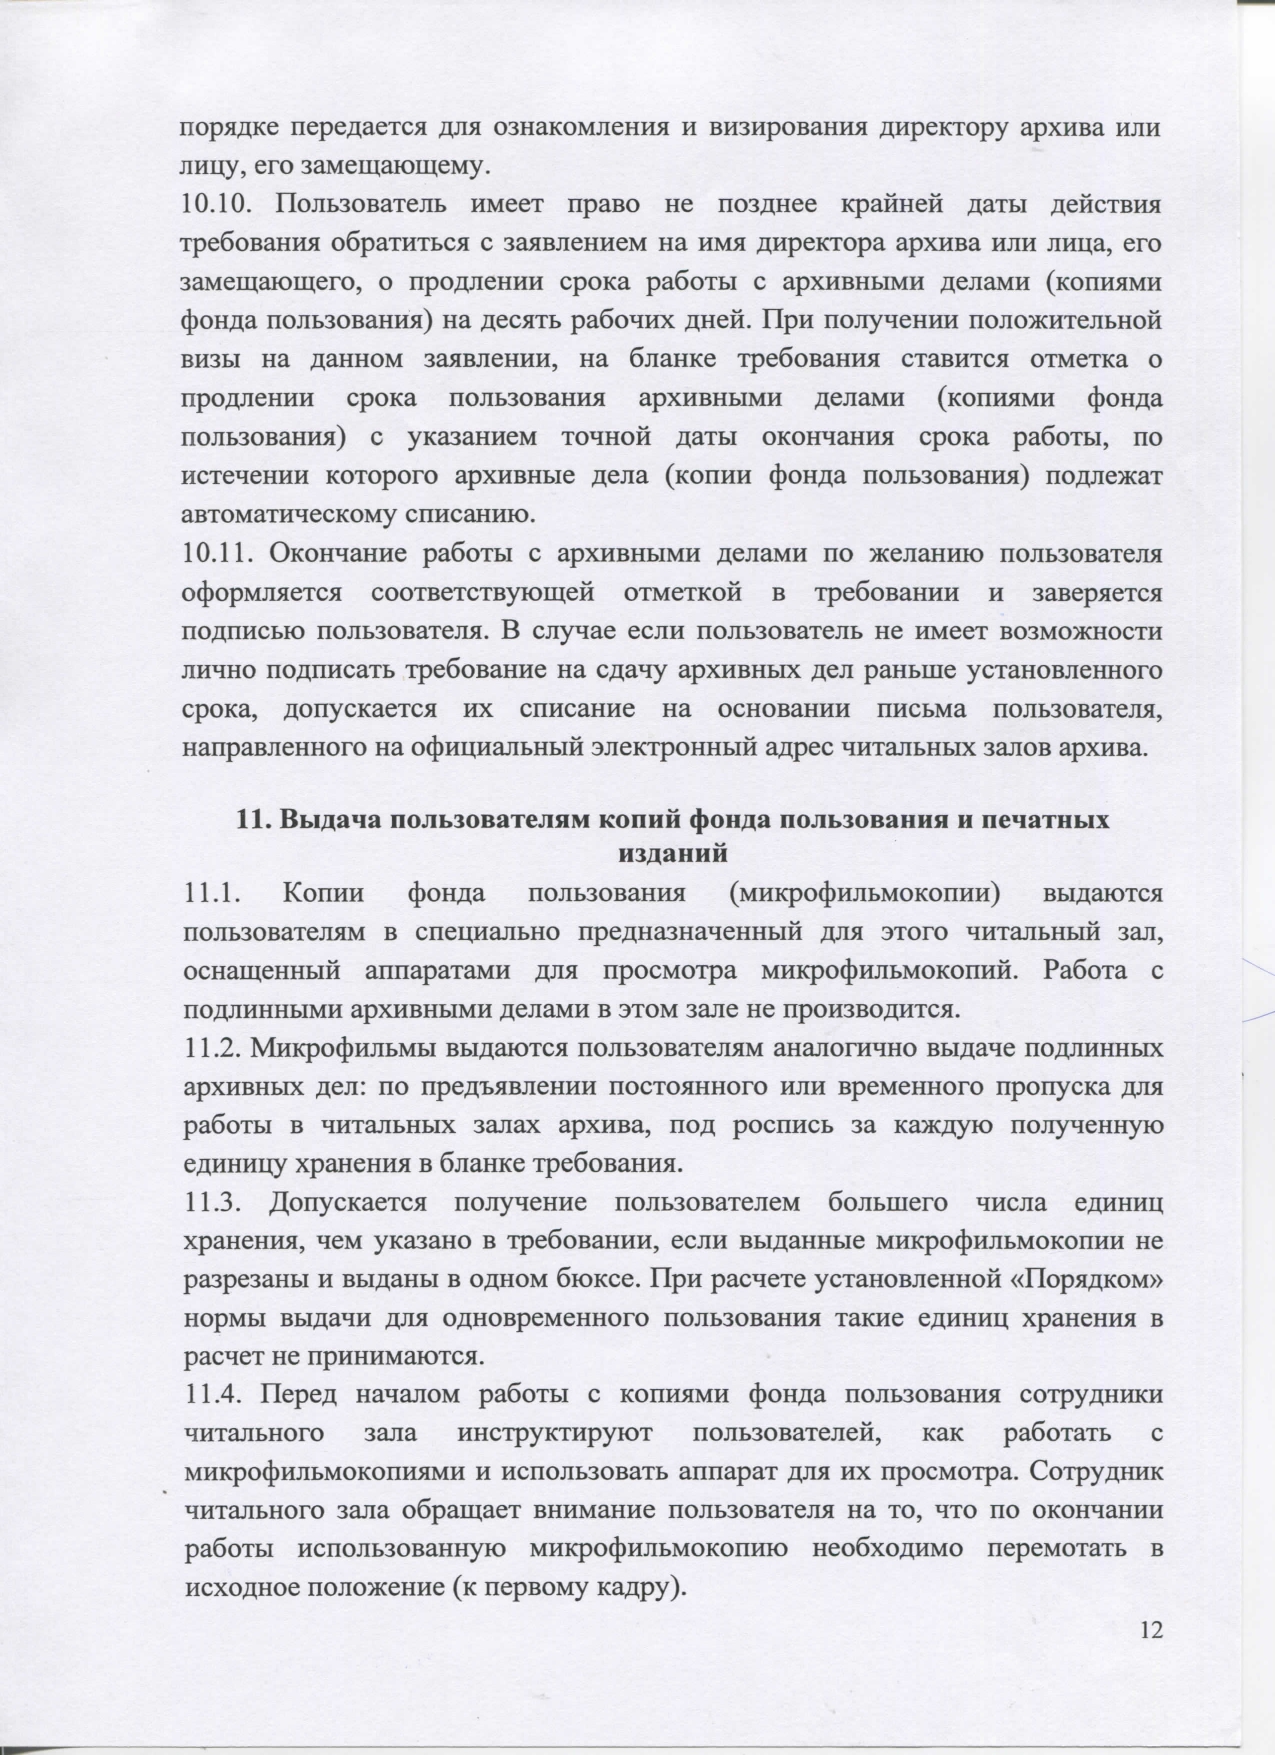 порядке передается для ознакомления и визирования директору архива или
лицу, его замещающему.
10.10. Пользователь имеет право не позднее крайней даты действия
требования обратиться с заявлением на имя директора архива или лица, его
замещающего, о продлении срока работы с архивными делами (копиями
фонда пользования) на десять рабочих дней. При получении положительной
визы на данном заявлении, на бланке требования ставится отметка о
продлении срока пользования архивными делами (копиями фонда
пользования) с указанием точной даты окончания срока работы, по
истечении которого архивные дела (копии фонда пользования) подлежат
автоматическому списанию.
10.11. Окончание работы с архивными делами по желанию пользователя
оформляется соответствующей отметкой в требовании и заверяется
подписью пользователя. В случае если пользователь не имеет возможности
лично подписать требование на сдачу архивных дел раньше установленного
срока, допускается их списание на основании письма пользователя,
направленного на официальный электронный адрес читальных залов архива.
11. Выдача пользователям копий фонда пользования и печатных
изданий
11.1. Копии фонда пользования (микрофильмокопии) выдаются
пользователям в специально предназначенный для этого читальный зал,
оснащенный аппаратами для просмотра микрофильмокопий. Работа с
подлинными архивными делами в этом зале не производится.
11.2. Микрофильмы выдаются пользователям аналогично выдаче подлинных
архивных дел: по предъявлении постоянного или временного пропуска для
работы в читальных залах архива, под роспись за каждую полученную
единицу хранения в бланке требования.
11.3. Допускается получение пользователем большего числа единиц
хранения, чем указано в требовании, если выданные микрофильмокопии не
разрезаны и выданы в одном бюксе. При расчете установленной «Порядком»
нормы выдачи для одновременного пользования такие единиц хранения в
расчет не принимаются.
11.4. Перед началом работы с копиями фонда пользования сотрудники
читального зала инструктируют пользователей, как работать с
микрофильмокопиями и использовать аппарат для их просмотра. Сотрудник
читального зала обращает внимание пользователя на то, что по окончании
работы использованную микрофильмокопию необходимо перемотать в
исходное положение (к первому кадру).
12